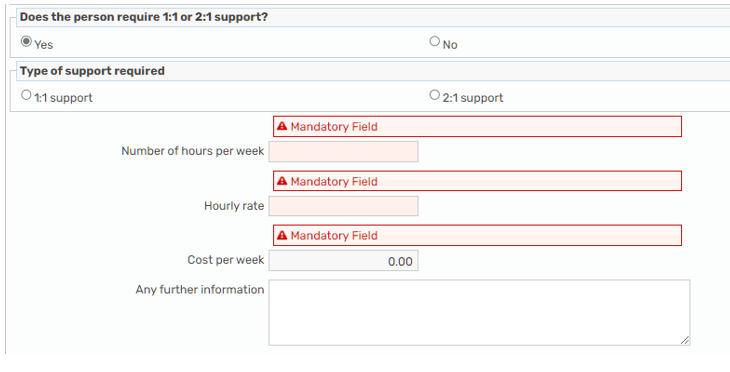 Does the person require 1:1 or 2:1 support?
Yes No
Type of support required
1:1 support 2:1 support
Mandatory Field
Number of hours per week
Mandatory Field
Hourly rate
Mandatory Field
Cost per week 0.00
Any further information